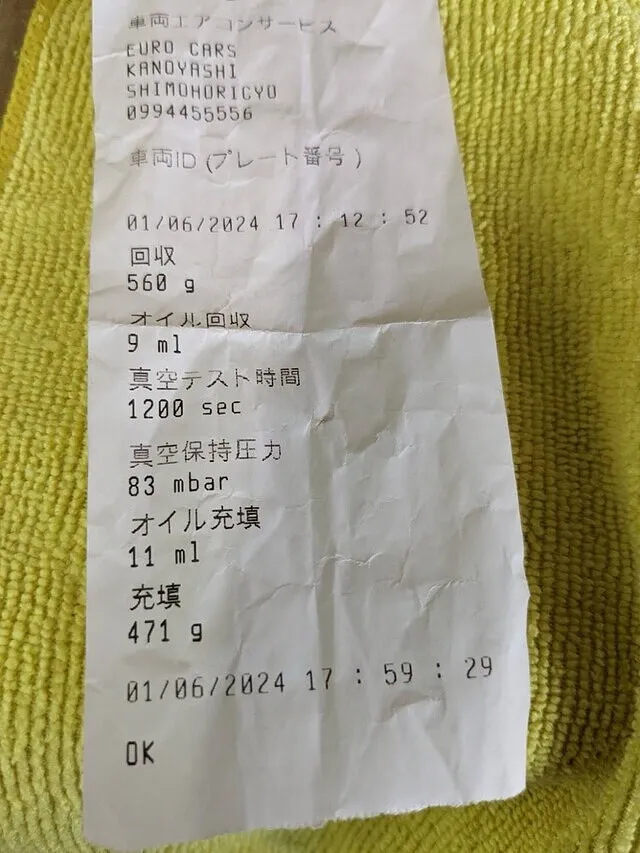 車両エアコンサービス
EURO CARS
KANOYASHI
SHIMOHORICYO
0994455556
車両ID (プレート番号 )
01/06/2024 17 : 12 : 52
回収
560 g
オイル回収
9 ml
真空テスト時間
1200 sec
真空保持圧力
83 mbar
オイル充填
11 ml
充填
471 g
01/06/2024 17 : 59 : 29
OK